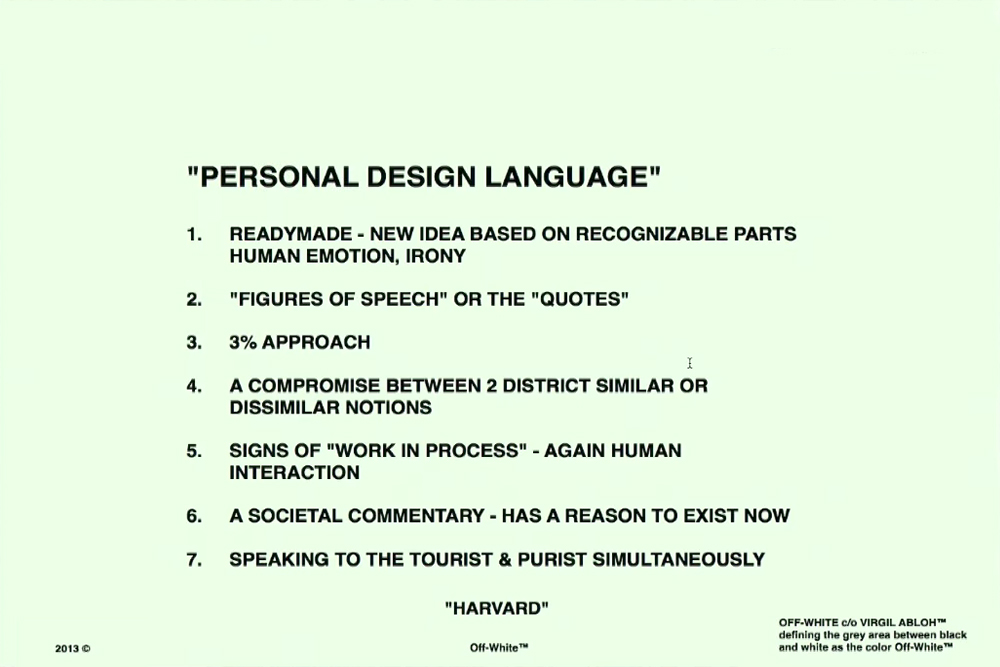 "PERSONAL DESIGN LANGUAGE"
1. READYMADE - NEW IDEA BASED ON RECOGNIZABLE PARTS
HUMAN EMOTION, IRONY
2. "FIGURES OF SPEECH" OR THE "QUOTES"
3. 3% APPROACH
4. A COMPROMISE BETWEEN 2 DISTRICT SIMILAR OR
DISSIMILAR NOTIONS
5. SIGNS OF "WORK IN PROCESS" - AGAIN HUMAN
INTERACTION
6. A SOCIETAL COMMENTARY - HAS A REASON TO EXIST NOW
7. SPEAKING TO THE TOURIST & PURIST SIMULTANEOUSLY
"HARVARD"
2013 ©
Off-White™
OFF-WHITE c/o VIRGIL ABLOH™
defining the grey area between black
and white as the color Off-White™